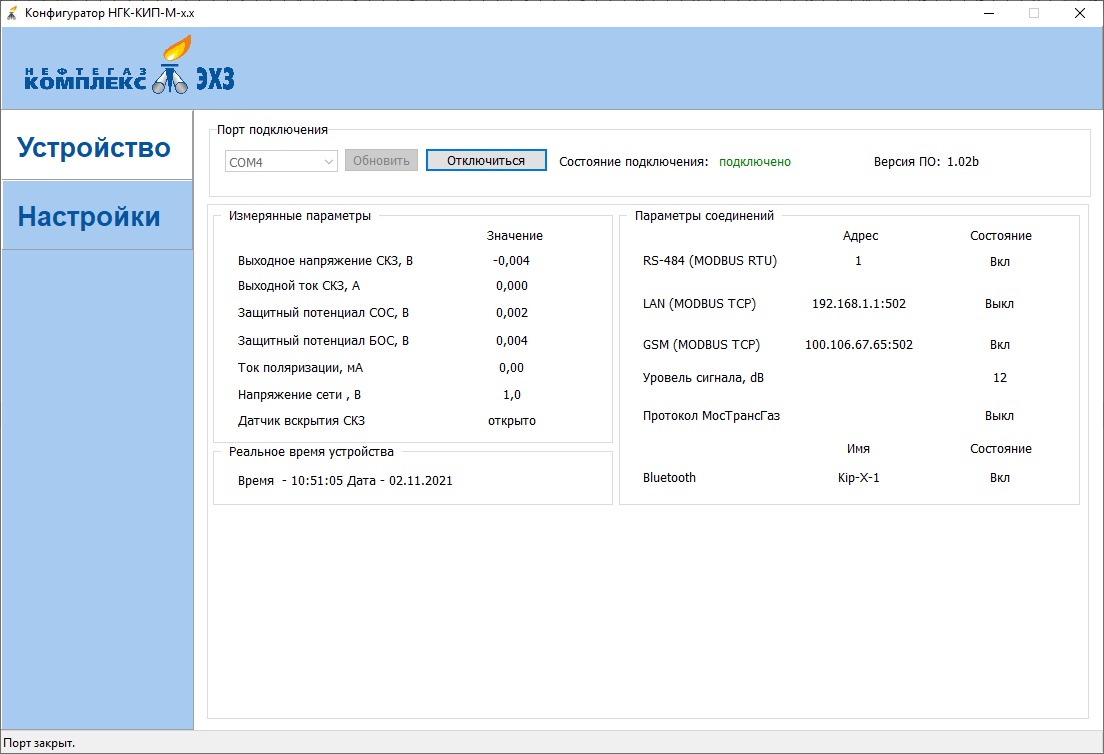 Конфигуратор НГК-КИП-М-x.x
НЕФТЕГАЗ
КОМПЛЕКС ЭХЗ
Устройство
Настройки
Порт подключения
COM4 Обновить Отключиться Состояние подключения: подключено Версия ПО: 1.02b
Измерянные параметры
Значение
Выходное напряжение СКЗ, В -0,004
Выходной ток СКЗ, А 0,000
Защитный потенциал СОС, В 0,002
Защитный потенциал БОС, В 0,004
Ток поляризации, мА 0,00
Напряжение сети , В 1,0
Датчик вскрытия СКЗ открыто
Реальное время устройства
Время - 10:51:05 Дата - 02.11.2021
Параметры соединений
Адрес Состояние
RS-484 (MODBUS RTU) 1 Вкл
LAN (MODBUS TCP) 192.168.1.1:502 Выкл
GSM (MODBUS TCP) 100.106.67.65:502 Вкл
Уровень сигнала, dB 12
Протокол МосТрансГаз Выкл
Имя Состояние
Bluetooth Kip-X-1 Вкл
Порт закрыт.